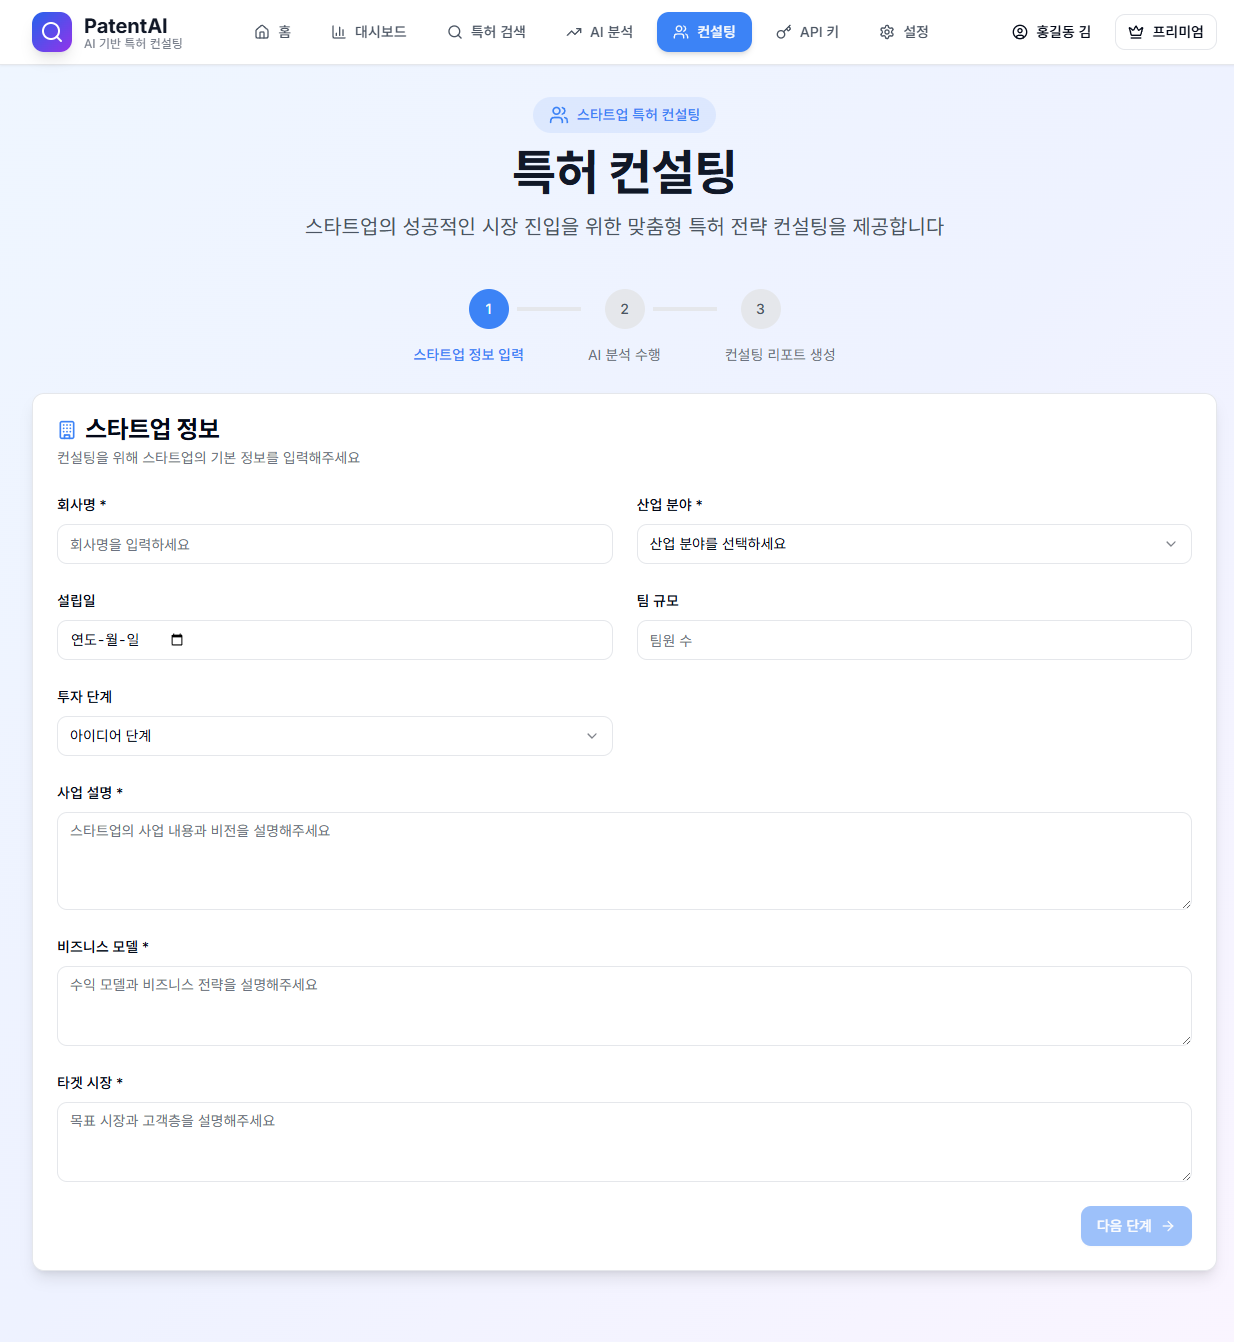 PatentAI
AI 기반 특허 컨설팅
홈
대시보드
특허 검색
AI 분석
컨설팅
API 키
설정
홍길동 김
프리미엄
스타트업 특허 컨설팅
특허 컨설팅
스타트업의 성공적인 시장 진입을 위한 맞춤형 특허 전략 컨설팅을 제공합니다
1
2
3
스타트업 정보 입력
AI 분석 수행
컨설팅 리포트 생성
스타트업 정보
컨설팅을 위해 스타트업의 기본 정보를 입력해주세요
회사명 *
산업 분야 *
회사명을 입력하세요
산업 분야를 선택하세요
설립일
팀 규모
연도-월-일
팀원 수
투자 단계
아이디어 단계
사업 설명 *
스타트업의 사업 내용과 비전을 설명해주세요
비즈니스 모델 *
수익 모델과 비즈니스 전략을 설명해주세요
타겟 시장 *
목표 시장과 고객층을 설명해주세요
다음 단계